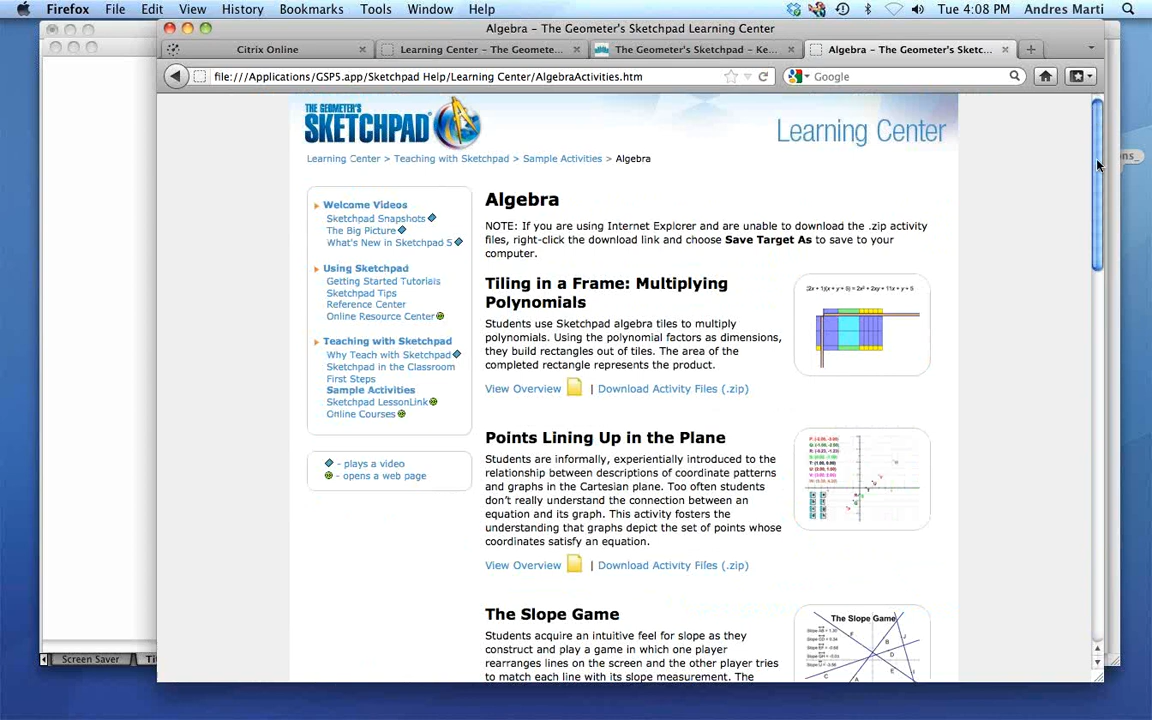 Firefox File Edit View History Bookmarks Tools Window Help Tue 4:08 PM Andres Marti
Algebra - The Geometer's Sketchpad Learning Center
Citrix Online Learning Center - The Geomete... The Geometer's Sketchpad - Ke... Algebra - The Geometer's Sketc...
file:///Applications/GSP5.app/Sketchpad Help/Learning Center/AlgebraActivities.htm Google
THE GEOMETER'S
SKETCHPAD
Learning Center
Learning Center > Teaching with Sketchpad > Sample Activities > Algebra
Welcome Videos
Sketchpad Snapshots
The Big Picture
What's New in Sketchpad 5
Using Sketchpad
Getting Started Tutorials
Sketchpad Tips
Reference Center
Online Resource Center
Teaching with Sketchpad
Why Teach with Sketchpad
Sketchpad in the Classroom
First Steps
Sample Activities
Sketchpad LessonLink
Online Courses
- plays a video
- opens a web page
Algebra
NOTE: If you are using Internet Explorer and are unable to download the .zip activity
files, right-click the download link and choose Save Target As to save to your
computer.
Tiling in a Frame: Multiplying
Polynomials
Students use Sketchpad algebra tiles to multiply
polynomials. Using the polynomial factors as dimensions,
they build rectangles out of tiles. The area of the
completed rectangle represents the product.
View Overview | Download Activity Files (.zip)
Points Lining Up in the Plane
Students are informally, experientially introduced to the
relationship between descriptions of coordinate patterns
and graphs in the Cartesian plane. Too often students
don't really understand the connection between an
equation and its graph. This activity fosters the
understanding that graphs depict the set of points whose
coordinates satisfy an equation.
View Overview | Download Activity Files (.zip)
The Slope Game
Students acquire an intuitive feel for slope as they
construct and play a game in which one player
rearranges lines on the screen and the other player tries
to match each line with its slope measurement. The
The Slope Game
Screen Saver